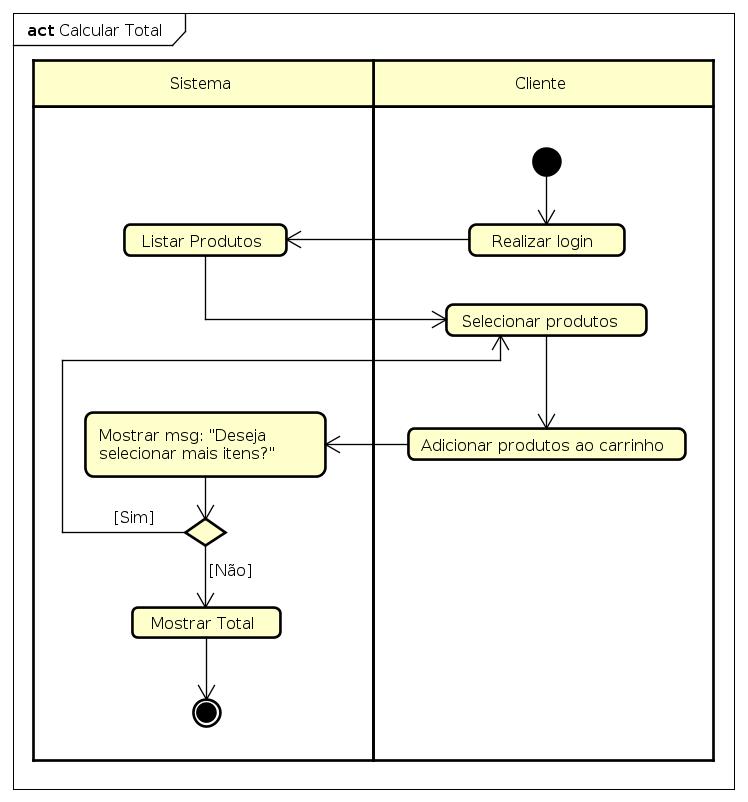 act Calcular Total
Sistema
Cliente
Listar Produtos
Realizar login
Selecionar produtos
Mostrar msg: "Deseja
selecionar mais itens?"
Adicionar produtos ao carrinho
[Sim]
[Não]
Mostrar Total